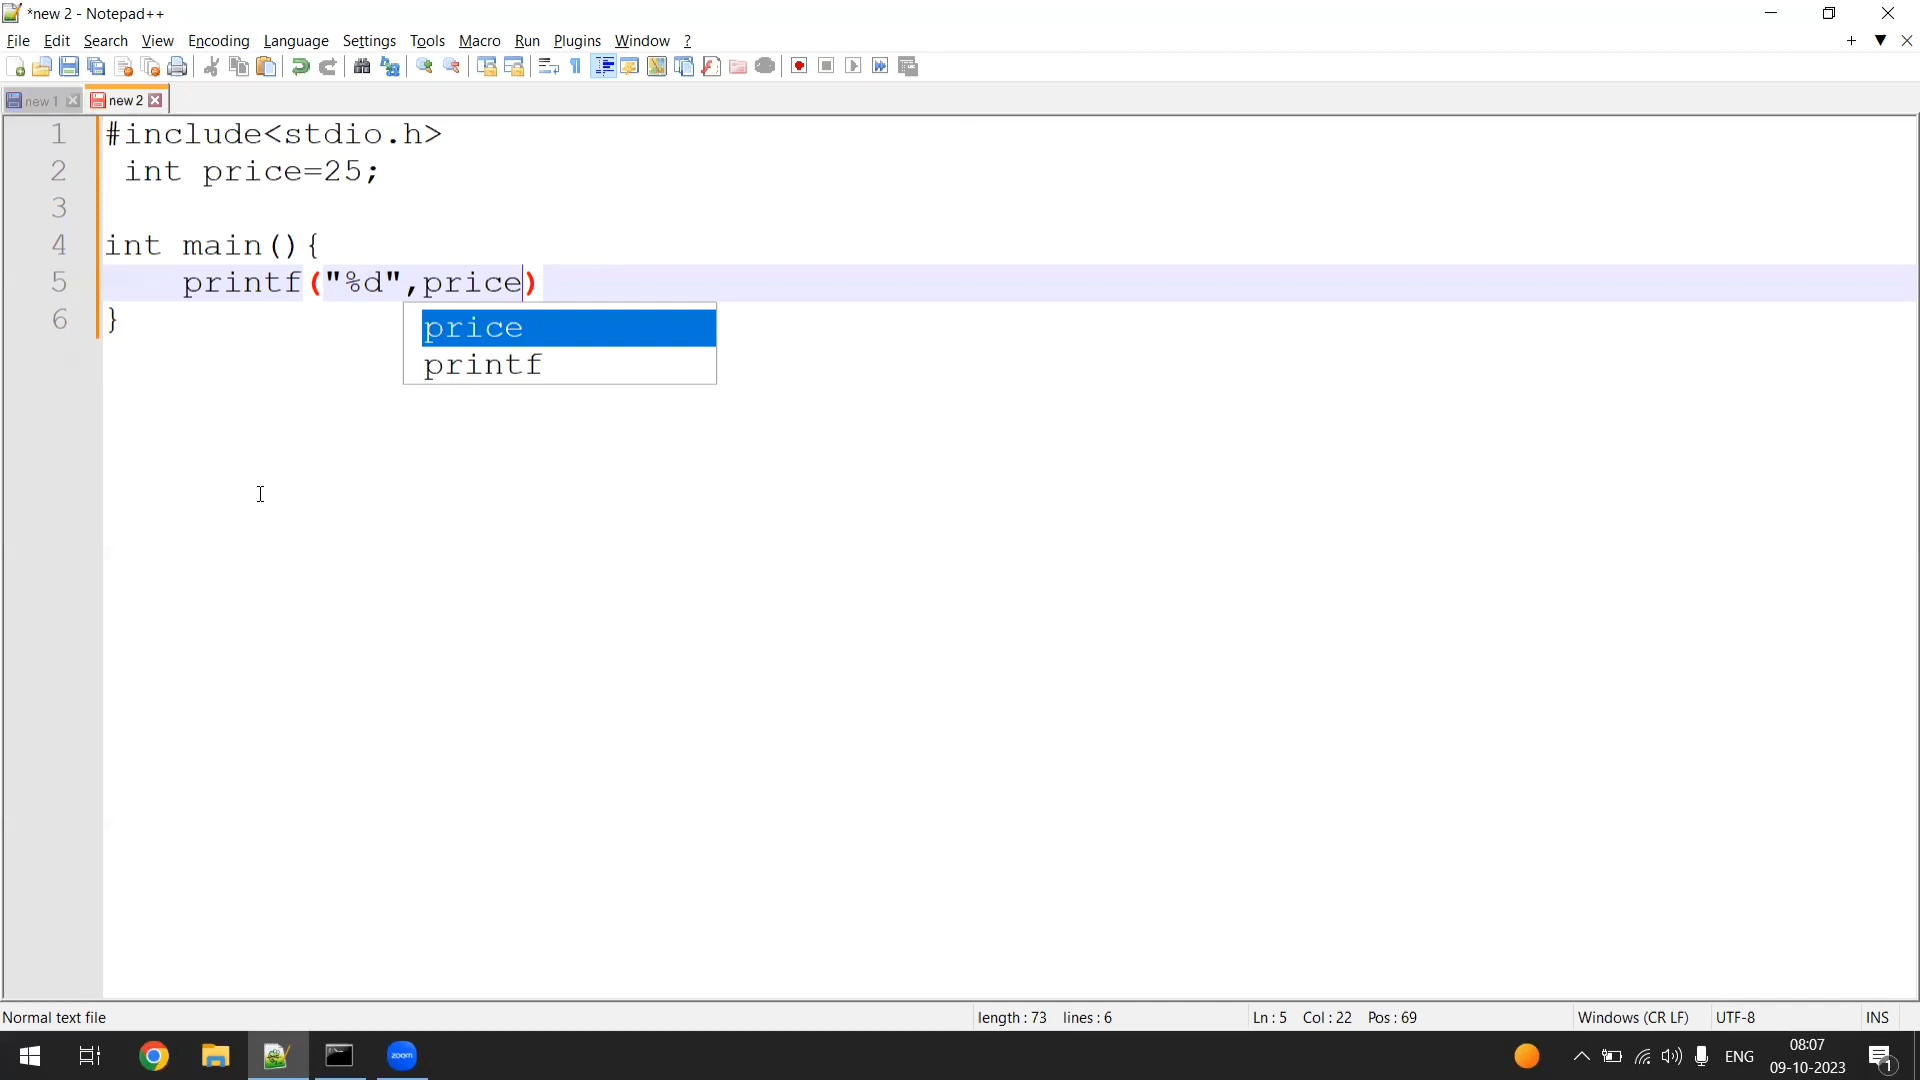 *new 2 - Notepad++
File Edit Search View Encoding Language Settings Tools Macro Run Plugins Window ?
new 1 new 2
1 #include<stdio.h>
2 int price=25;
3
4 int main(){
5 printf("%d",price)
price
printf
6 }
Normal text file length : 73 lines : 6 Ln : 5 Col : 22 Pos : 69 Windows (CR LF) UTF-8 INS
zoom ENG 08:07
09-10-2023 1